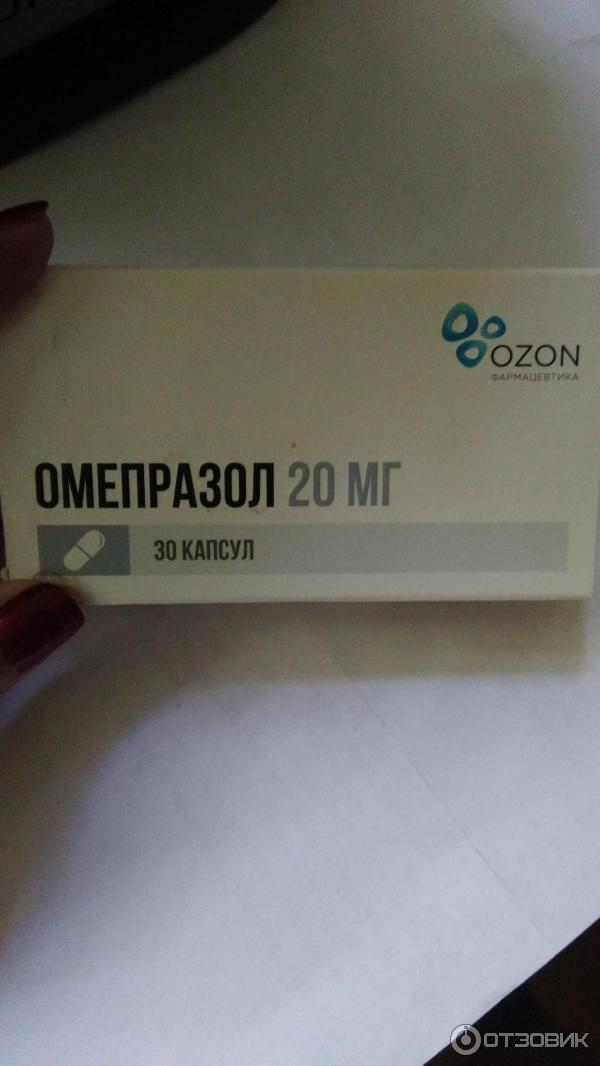 OZON
ФАРМАЦЕВТИКА
ОМЕПРАЗОЛ 20 МГ
30 КАПСУЛ
ОТЗОВИК